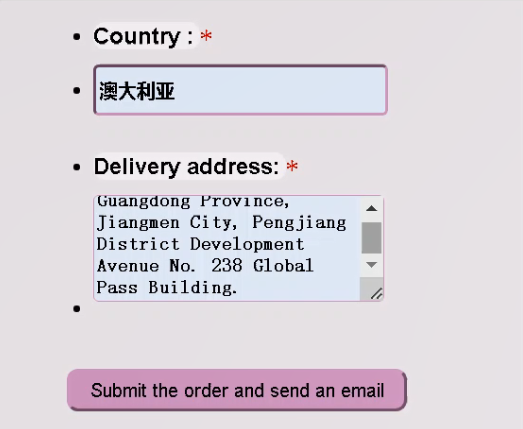 Country : *
澳大利亚
Delivery address: *
Guangdong Province,
Jiangmen City, Pengjiang
District Development
Avenue No. 238 Global
Pass Building.
Submit the order and send an email